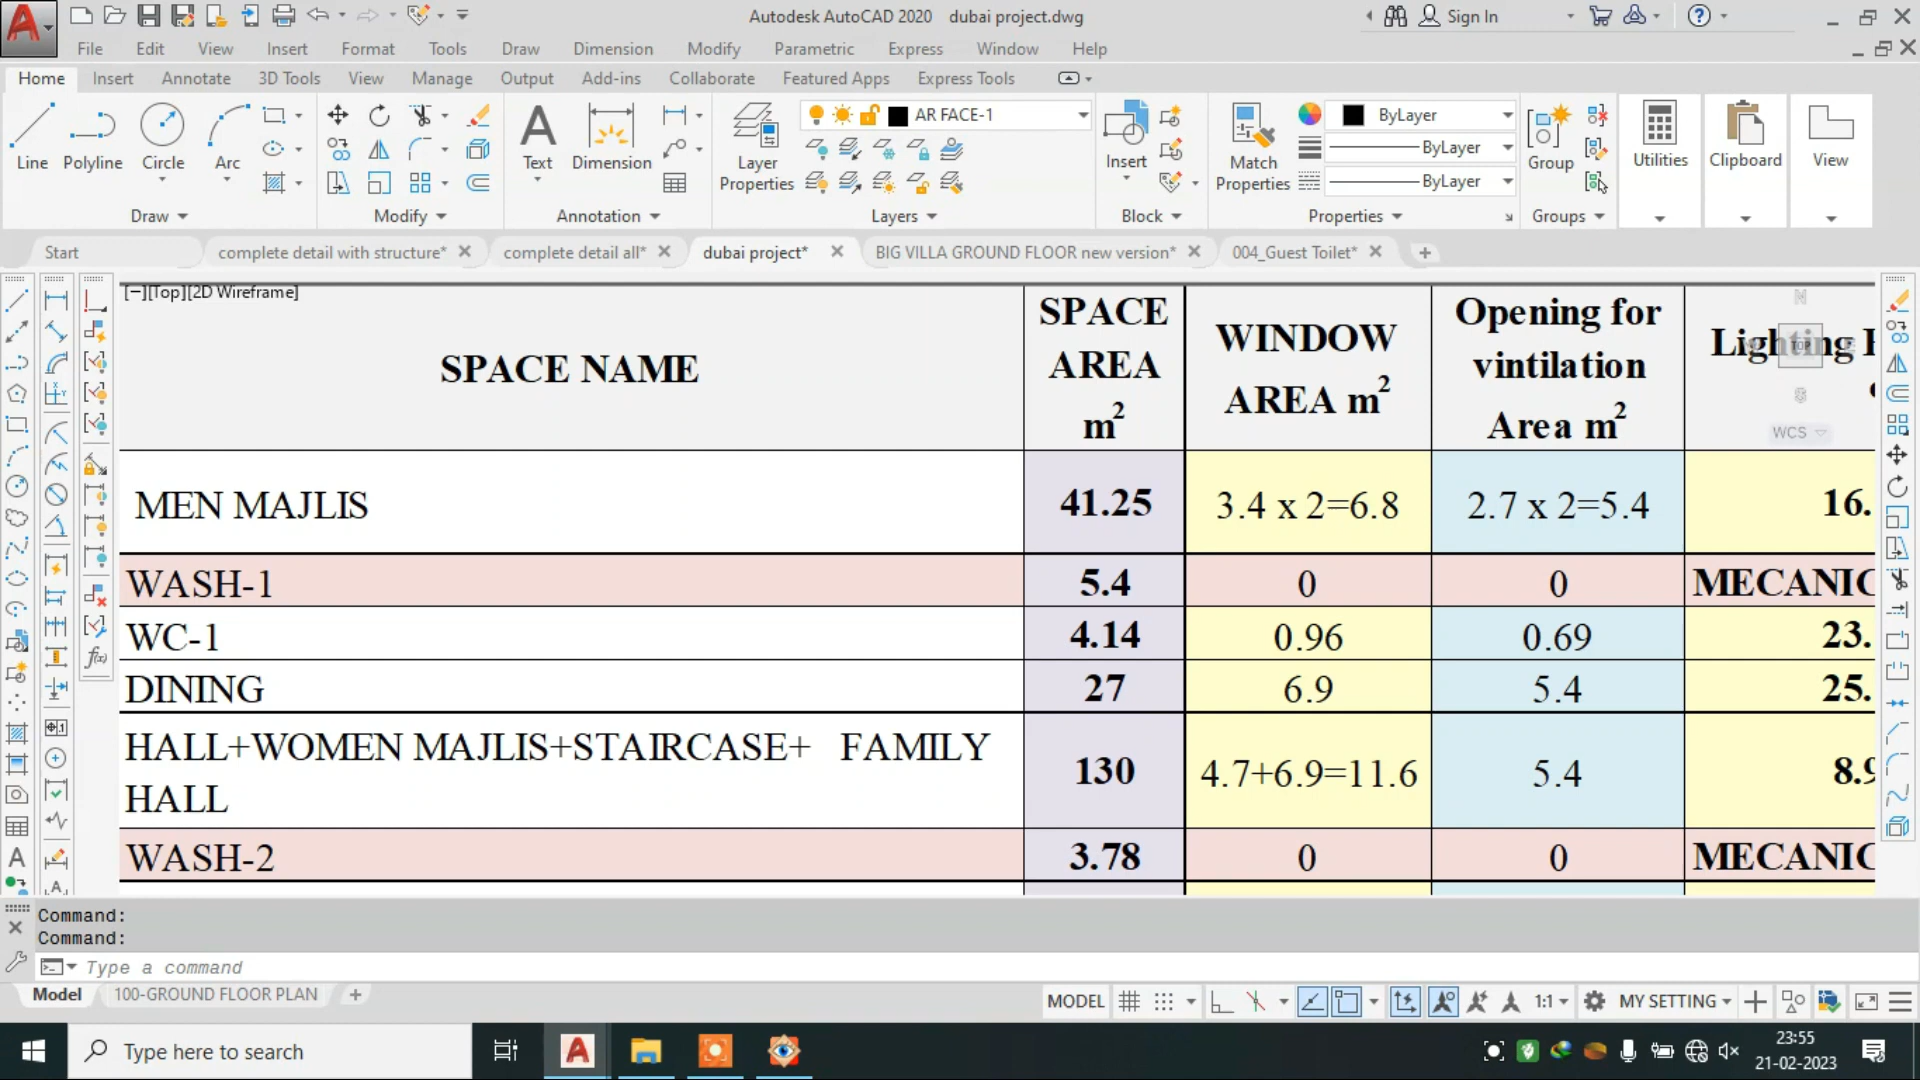 Autodesk AutoCAD 2020 dubai project.dwg
Sign In
File Edit View Insert Format Tools Draw Dimension Modify Parametric Express Window Help
Home Insert Annotate 3D Tools View Manage Output Add-ins Collaborate Featured Apps Express Tools
AR FACE-1
ByLayer
ByLayer
ByLayer
Line Polyline Circle Arc
Text Dimension
Layer
Properties
Insert
Match
Properties
Group
Utilities Clipboard View
Draw Modify Annotation Layers Block Properties Groups
Start complete detail with structure* complete detail all* dubai project* BIG VILLA GROUND FLOOR new version* 004_Guest Toilet*
[−][Top][2D Wireframe]
SPACE NAME
SPACE
AREA
m2
WINDOW
AREA m2
Opening for
vintilation
Area m2
Lighting
TOP
WCS
MEN MAJLIS 41.25 3.4 x 2=6.8 2.7 x 2=5.4 16.
WASH-1 5.4 0 0 MECANIC
WC-1 4.14 0.96 0.69 23.
DINING 27 6.9 5.4 25.
HALL+WOMEN MAJLIS+STAIRCASE+ FAMILY
HALL
130 4.7+6.9=11.6 5.4 8.9
WASH-2 3.78 0 0 MECANIC
Command:
Command:
Type a command
Model 100-GROUND FLOOR PLAN
MODEL 1:1 MY SETTING
Type here to search
23:55
21-02-2023